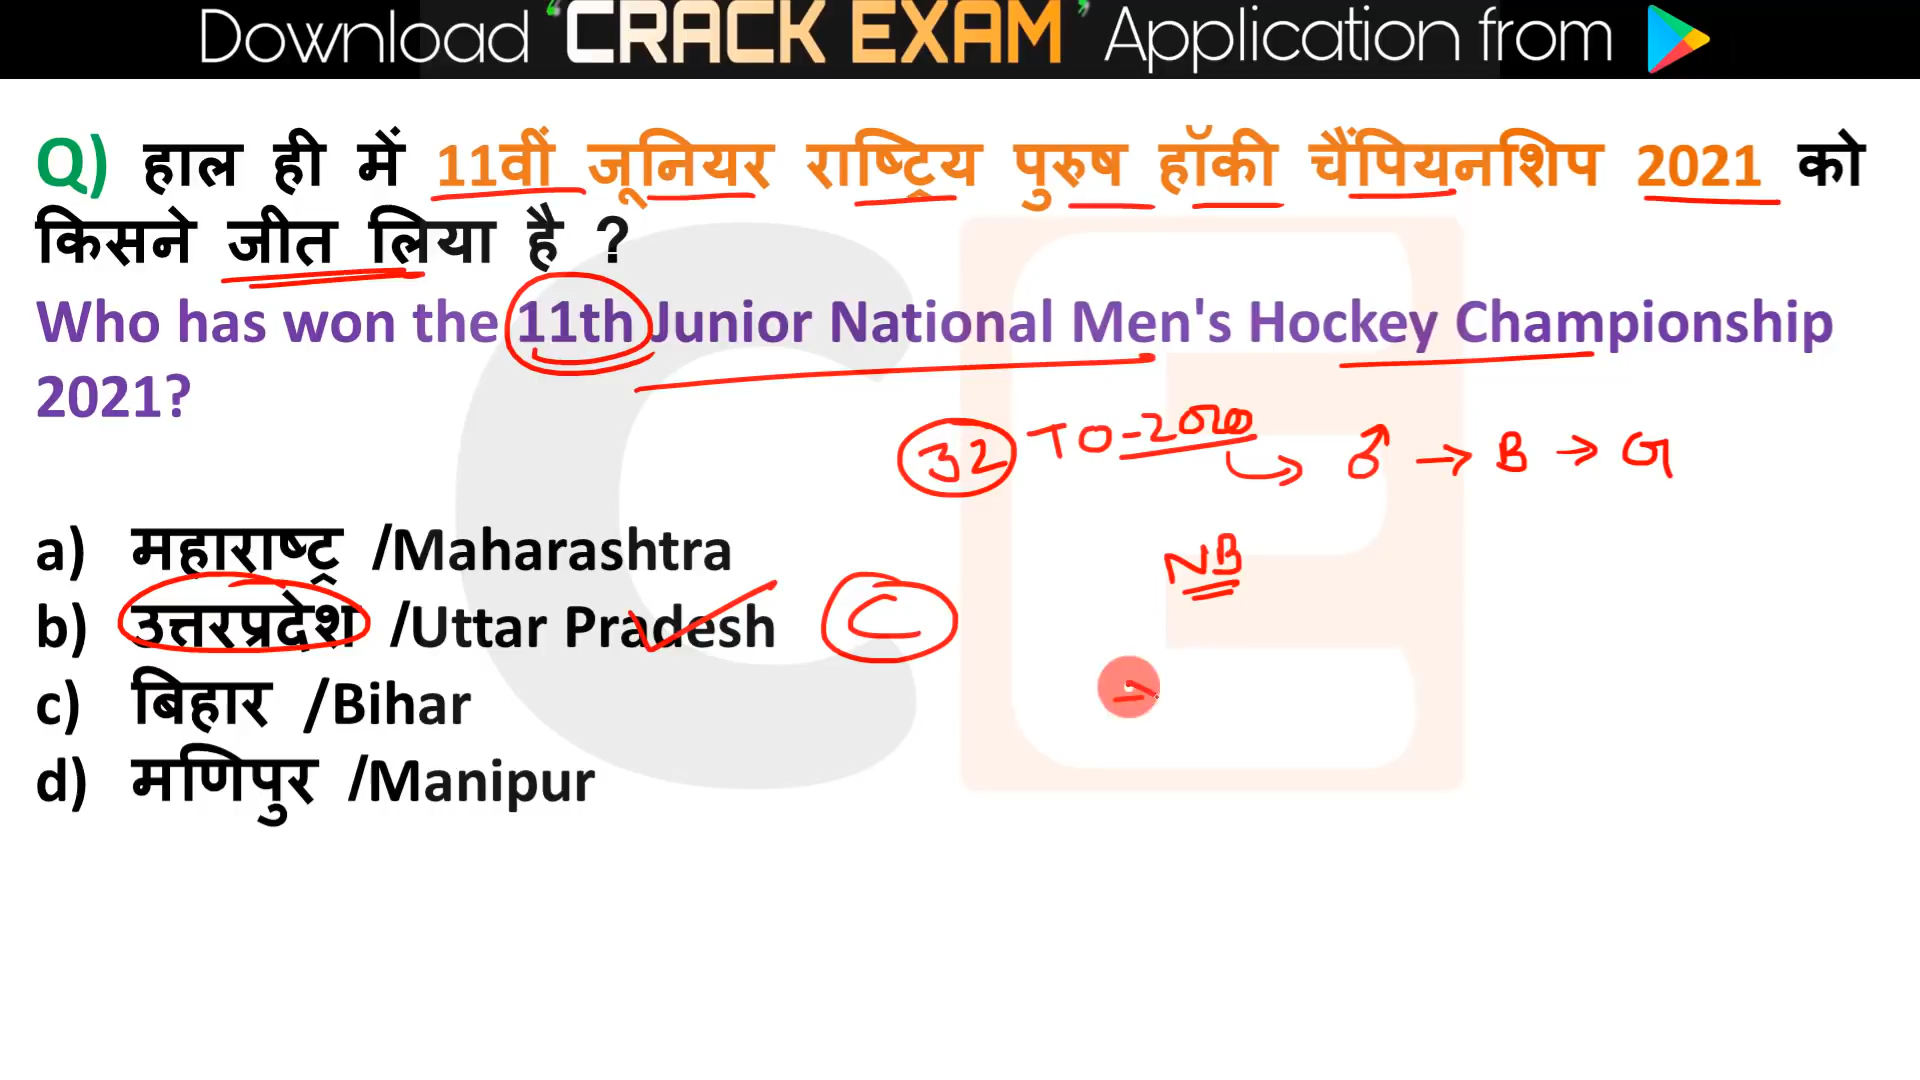 Download 'CRACK EXAM' Application from
Q) हाल ही में 11वीं जूनियर राष्ट्रिय पुरुष हॉकी चैंपियनशिप 2021 को
किसने जीत लिया है ?
Who has won the 11th Junior National Men's Hockey Championship
2021?
32 TO-2020 → ♂ → B → G
NB
a) महाराष्ट्र /Maharashtra
b) उत्तरप्रदेश /Uttar Pradesh C
c) बिहार /Bihar
d) मणिपुर /Manipur